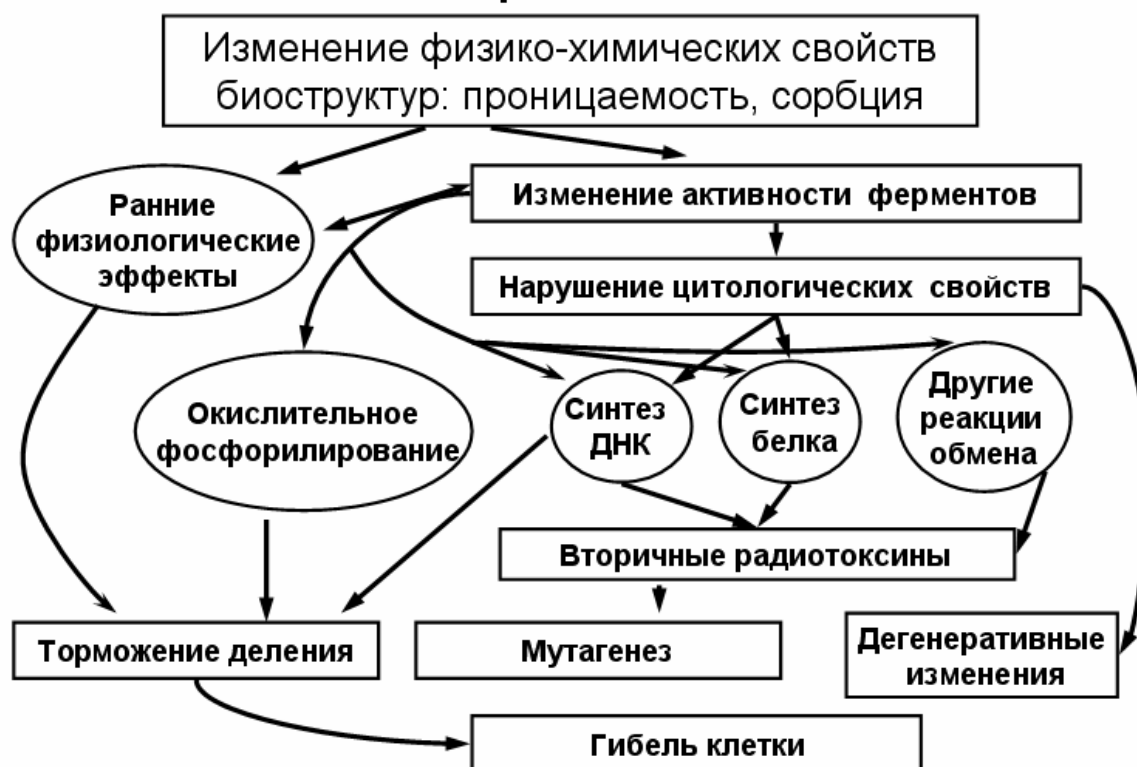 Изменение физико-химических свойств
биоструктур: проницаемость, сорбция
Ранние
физиологические
эффекты
Изменение активности ферментов
Нарушение цитологических свойств
Окислительное
фосфорилирование
Синтез
ДНК
Синтез
белка
Другие
реакции
обмена
Вторичные радиотоксины
Торможение деления
Мутагенез
Дегенеративные
изменения
Гибель клетки